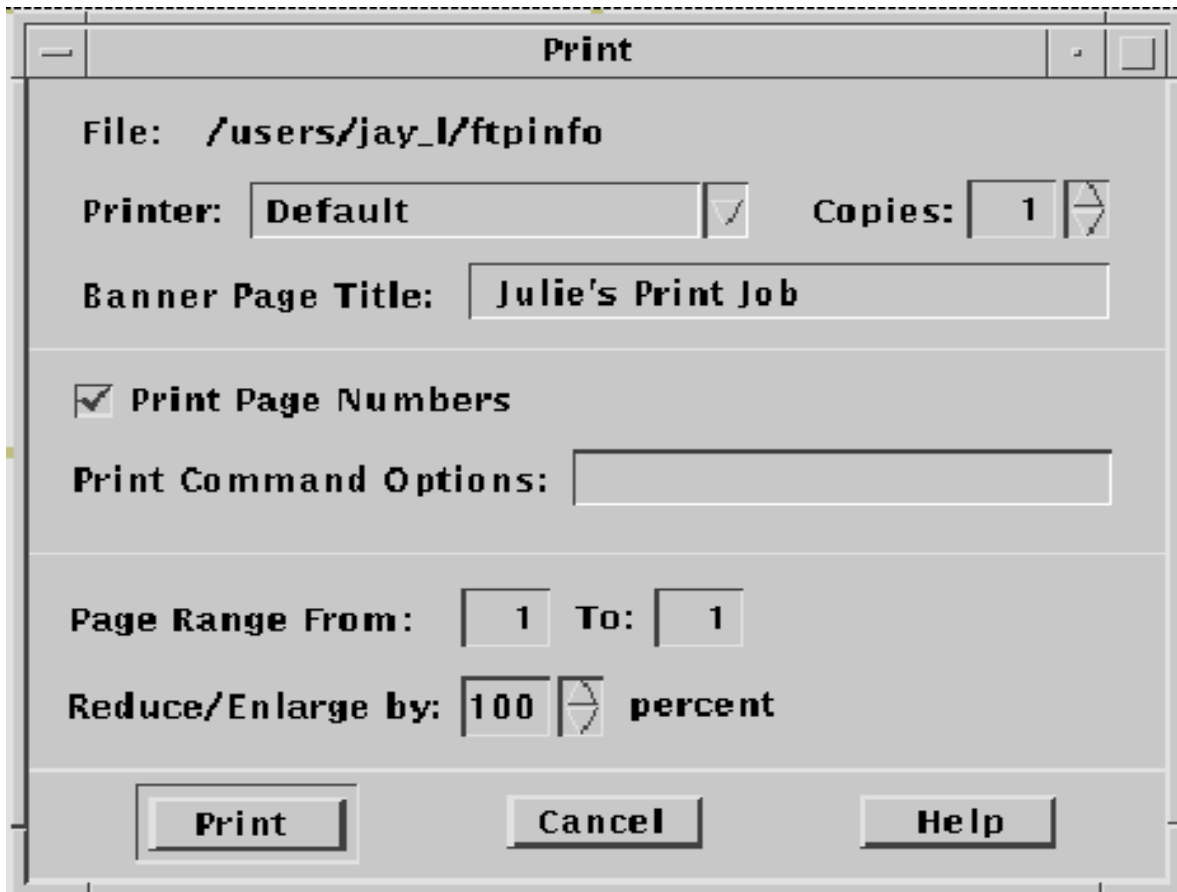 Print
File: /users/jay_l/ftpinfo
Printer: Default Copies: 1
Banner Page Title: Julie's Print Job
Print Page Numbers
Print Command Options:
Page Range From: 1 To: 1
Reduce/Enlarge by: 100 percent
Print Cancel Help